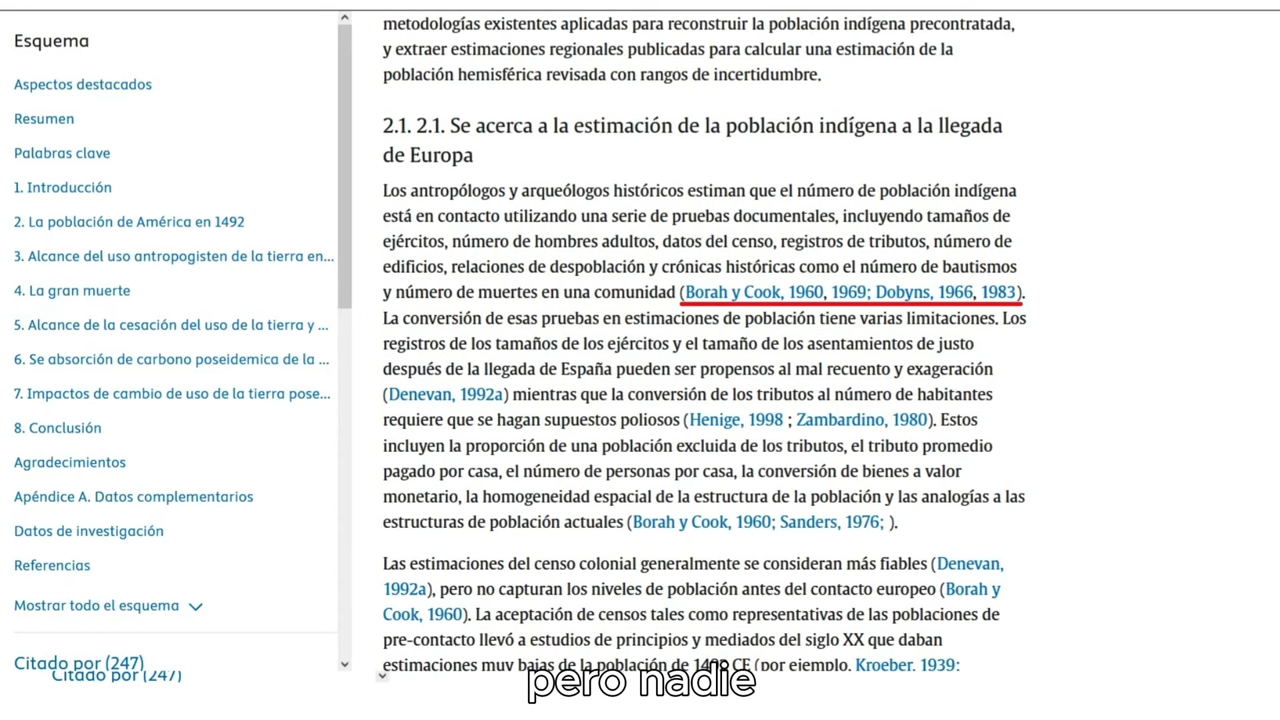 Esquema
Aspectos destacados
Resumen
Palabras clave
1. Introducción
2. La población de América en 1492
3. Alcance del uso antropogisten de la tierra en...
4. La gran muerte
5. Alcance de la cesación del uso de la tierra y ...
6. Se absorción de carbono poseidemica de la ...
7. Impactos de cambio de uso de la tierra pose...
8. Conclusión
Agradecimientos
Apéndice A. Datos complementarios
Datos de investigación
Referencias
Mostrar todo el esquema
Citado por (247)
Citado por (247)
metodologías existentes aplicadas para reconstruir la población indígena precontratada,
y extraer estimaciones regionales publicadas para calcular una estimación de la
población hemisférica revisada con rangos de incertidumbre.
2.1. 2.1. Se acerca a la estimación de la población indígena a la llegada
de Europa
Los antropólogos y arqueólogos históricos estiman que el número de población indígena
está en contacto utilizando una serie de pruebas documentales, incluyendo tamaños de
ejércitos, número de hombres adultos, datos del censo, registros de tributos, número de
edificios, relaciones de despoblación y crónicas históricas como el número de bautismos
y número de muertes en una comunidad (Borah y Cook, 1960, 1969; Dobyns, 1966, 1983).
La conversión de esas pruebas en estimaciones de población tiene varias limitaciones. Los
registros de los tamaños de los ejércitos y el tamaño de los asentamientos de justo
después de la llegada de España pueden ser propensos al mal recuento y exageración
(Denevan, 1992a) mientras que la conversión de los tributos al número de habitantes
requiere que se hagan supuestos poliosos (Henige, 1998 ; Zambardino, 1980). Estos
incluyen la proporción de una población excluida de los tributos, el tributo promedio
pagado por casa, el número de personas por casa, la conversión de bienes a valor
monetario, la homogeneidad espacial de la estructura de la población y las analogías a las
estructuras de población actuales (Borah y Cook, 1960; Sanders, 1976; ).
Las estimaciones del censo colonial generalmente se consideran más fiables (Denevan,
1992a), pero no capturan los niveles de población antes del contacto europeo (Borah y
Cook, 1960). La aceptación de censos tales como representativas de las poblaciones de
pre-contacto llevó a estudios de principios y mediados del siglo XX que daban
estimaciones muy bajas de la población de CE (por ejemplo, Kroeber, 1939;
pero nadie